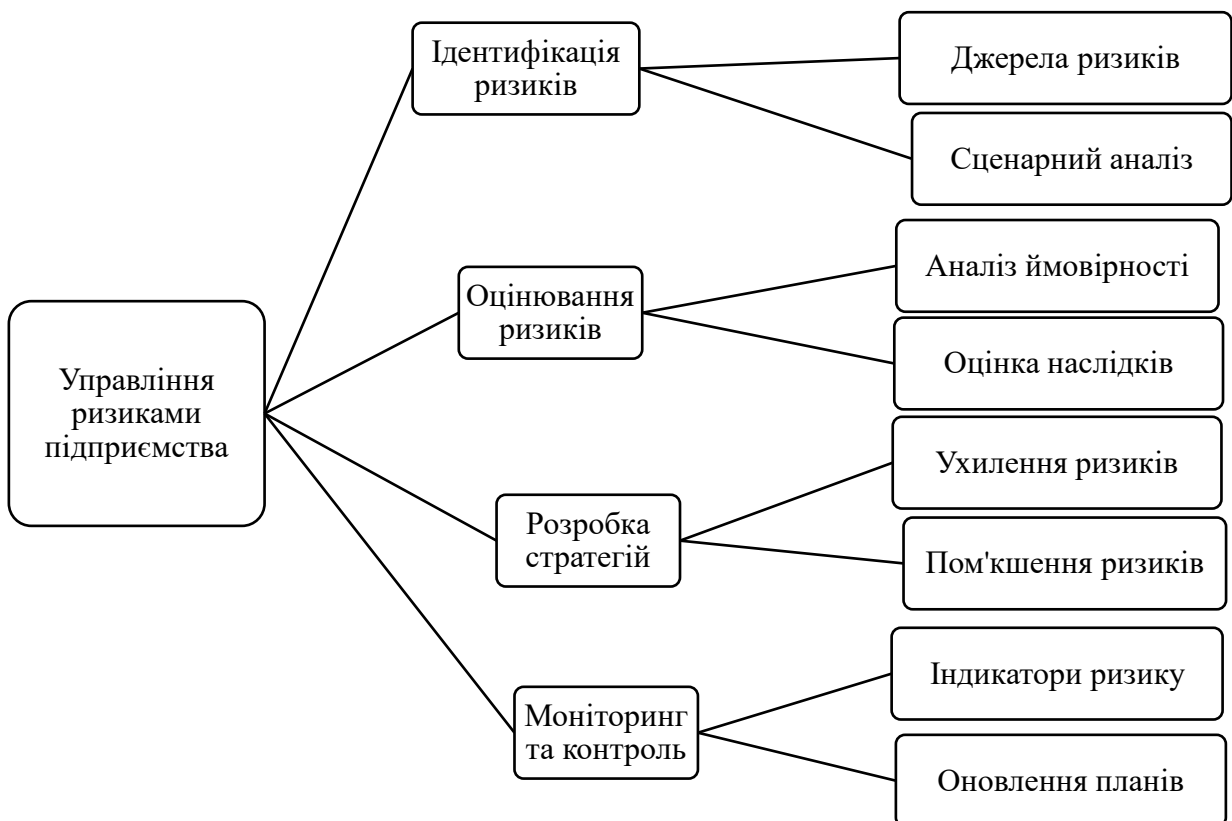 Управління
ризиками
підприємства
Ідентифікація
ризиків
Джерела ризиків
Сценарний аналіз
Оцінювання
ризиків
Аналіз ймовірності
Оцінка наслідків
Розробка
стратегій
Ухилення ризиків
Пом'кшення ризиків
Моніторинг
та контроль
Індикатори ризику
Оновлення планів